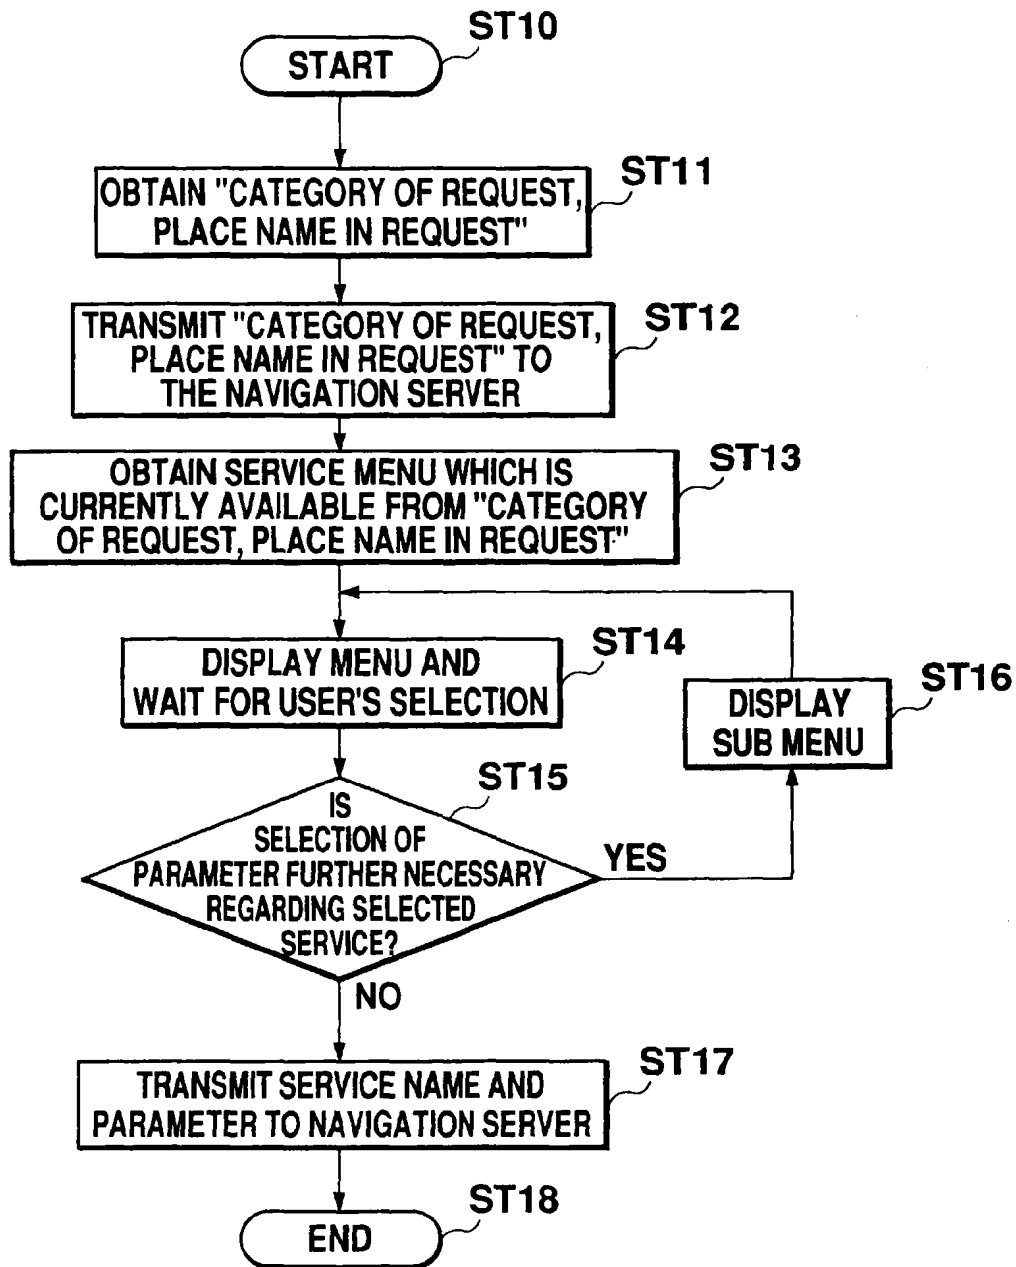 ST10
START
ST11
OBTAIN "CATEGORY OF REQUEST,
PLACE NAME IN REQUEST"
ST12
TRANSMIT "CATEGORY OF REQUEST,
PLACE NAME IN REQUEST" TO
THE NAVIGATION SERVER
ST13
OBTAIN SERVICE MENU WHICH IS
CURRENTLY AVAILABLE FROM "CATEGORY
OF REQUEST, PLACE NAME IN REQUEST"
ST14
DISPLAY MENU AND
WAIT FOR USER'S SELECTION
ST16
DISPLAY
SUB MENU
ST15
IS
SELECTION OF
PARAMETER FURTHER NECESSARY
REGARDING SELECTED
SERVICE?
YES
NO
ST17
TRANSMIT SERVICE NAME AND
PARAMETER TO NAVIGATION SERVER
ST18
END